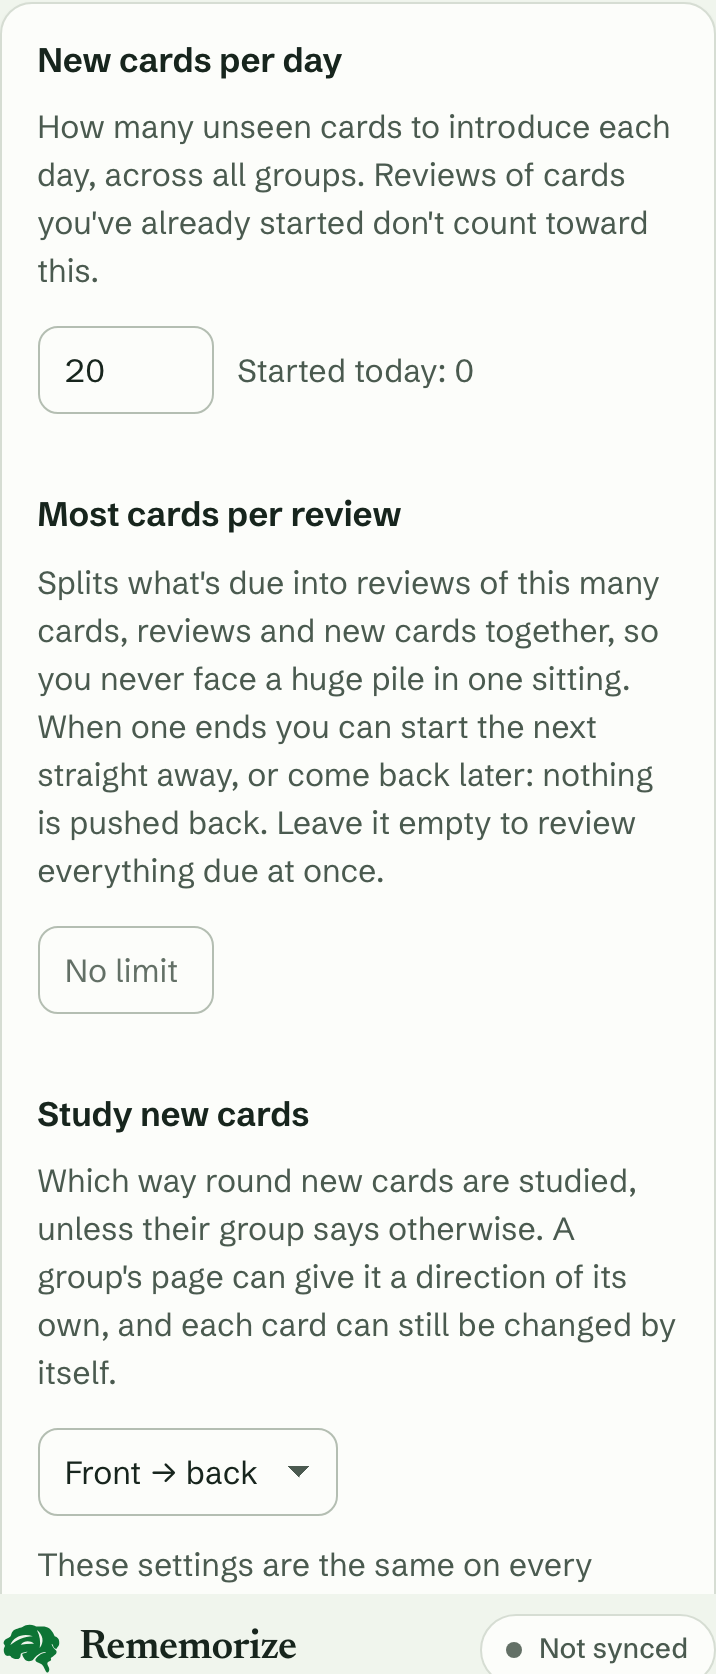 New cards per day
How many unseen cards to introduce each
day, across all groups. Reviews of cards
you've already started don't count toward
this.
20
Started today: 0
Most cards per review
Splits what's due into reviews of this many
cards, reviews and new cards together, so
you never face a huge pile in one sitting.
When one ends you can start the next
straight away, or come back later: nothing
is pushed back. Leave it empty to review
everything due at once.
No limit
Study new cards
Which way round new cards are studied,
unless their group says otherwise. A
group's page can give it a direction of its
own, and each card can still be changed by
itself.
Front → back
These settings are the same on every
Rememorize
Not synced